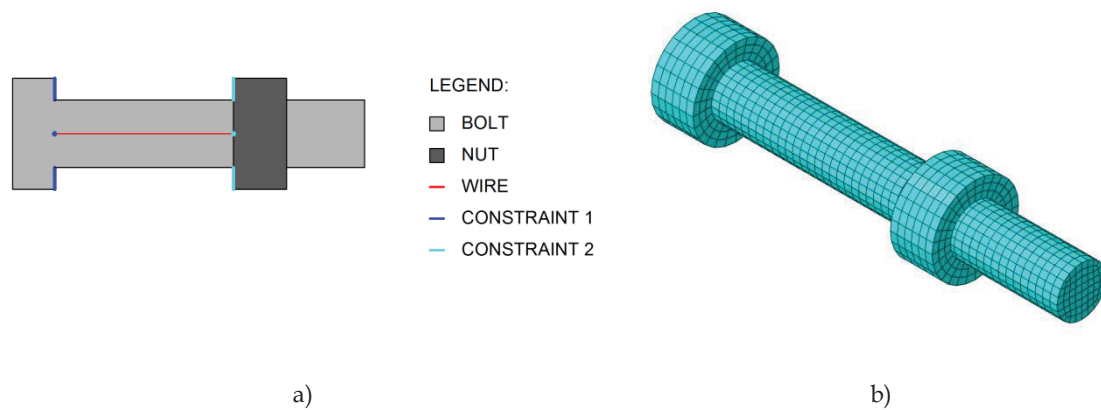 LEGEND:
BOLT
NUT
WIRE
CONSTRAINT 1
CONSTRAINT 2
a)
b)